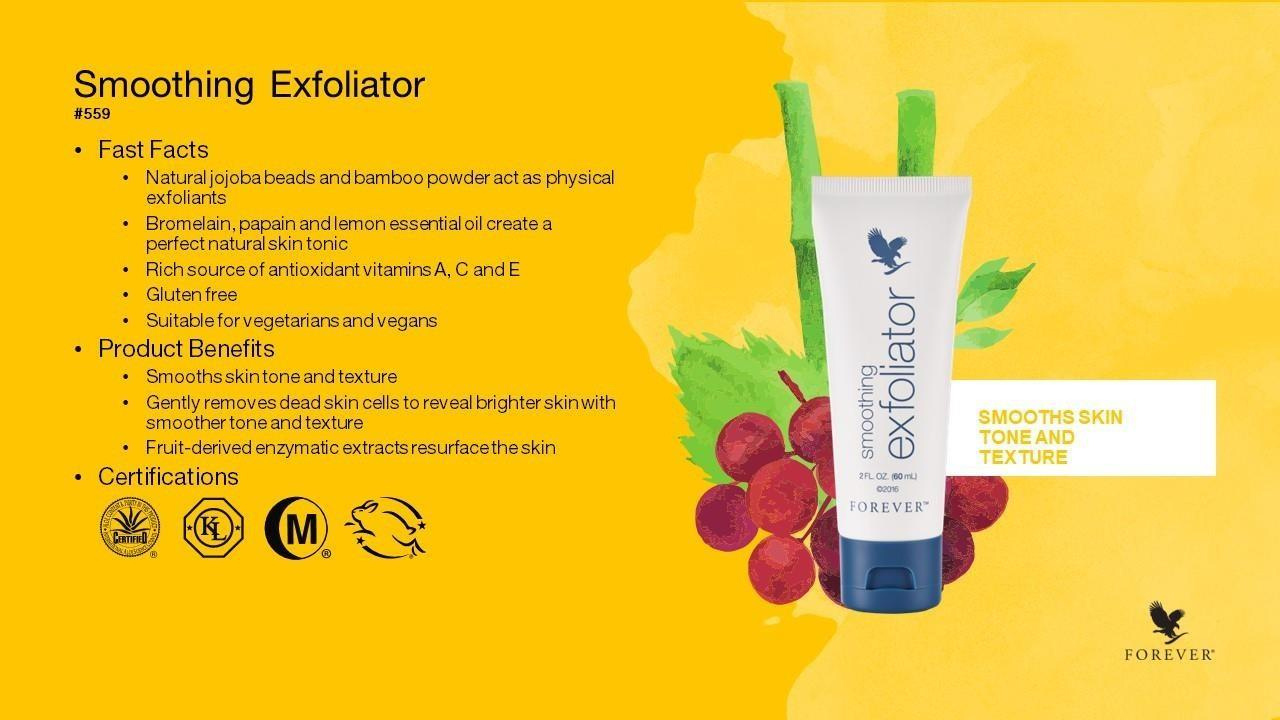 Smoothing Exfoliator
#559
• Fast Facts
• Natural jojoba beads and bamboo powder act as physical
exfoliants
• Bromelain, papain and lemon essential oil create a
perfect natural skin tonic
• Rich source of antioxidant vitamins A, C and E
• Gluten free
• Suitable for vegetarians and vegans
• Product Benefits
• Smooths skin tone and texture
• Gently removes dead skin cells to reveal brighter skin with
smoother tone and texture
• Fruit-derived enzymatic extracts resurface the skin
• Certifications
CERTIFIED ®
KL
M ®
smoothing
exfoliator
2 FL. OZ. (60 mL)
©2016
FOREVER™
SMOOTHS SKIN
TONE AND
TEXTURE
FOREVER®